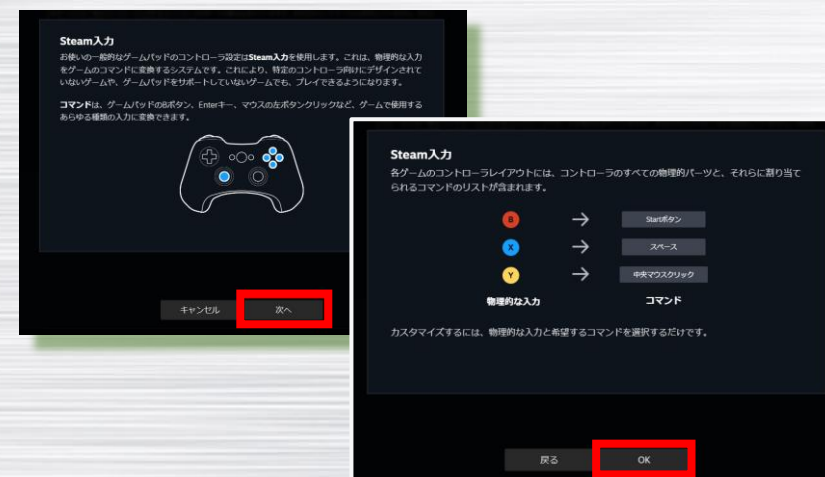 Steam入力
お使いの一般的なゲームパッドのコントローラ設定はSteam入力を使用します。これは、物理的な入力
をゲームのコマンドに変換するシステムです。これにより、特定のコントローラ向けにデザインされて
いないゲームや、ゲームパッドをサポートしていないゲームでも、プレイできるようになります。
コマンドは、ゲームパッドのBボタン、Enterキー、マウスの左ボタンクリックなど、ゲームで使用する
あらゆる種類の入力に変換できます。
キャンセル
次へ
Steam入力
各ゲームのコントローラレイアウトには、コントローラのすべての物理的パーツと、それらに割り当て
られるコマンドのリストが含まれます。
B → Startボタン
X → スペース
Y → 中央マウスクリック
物理的な入力 コマンド
カスタマイズするには、物理的な入力と希望するコマンドを選択するだけです。
戻る
OK